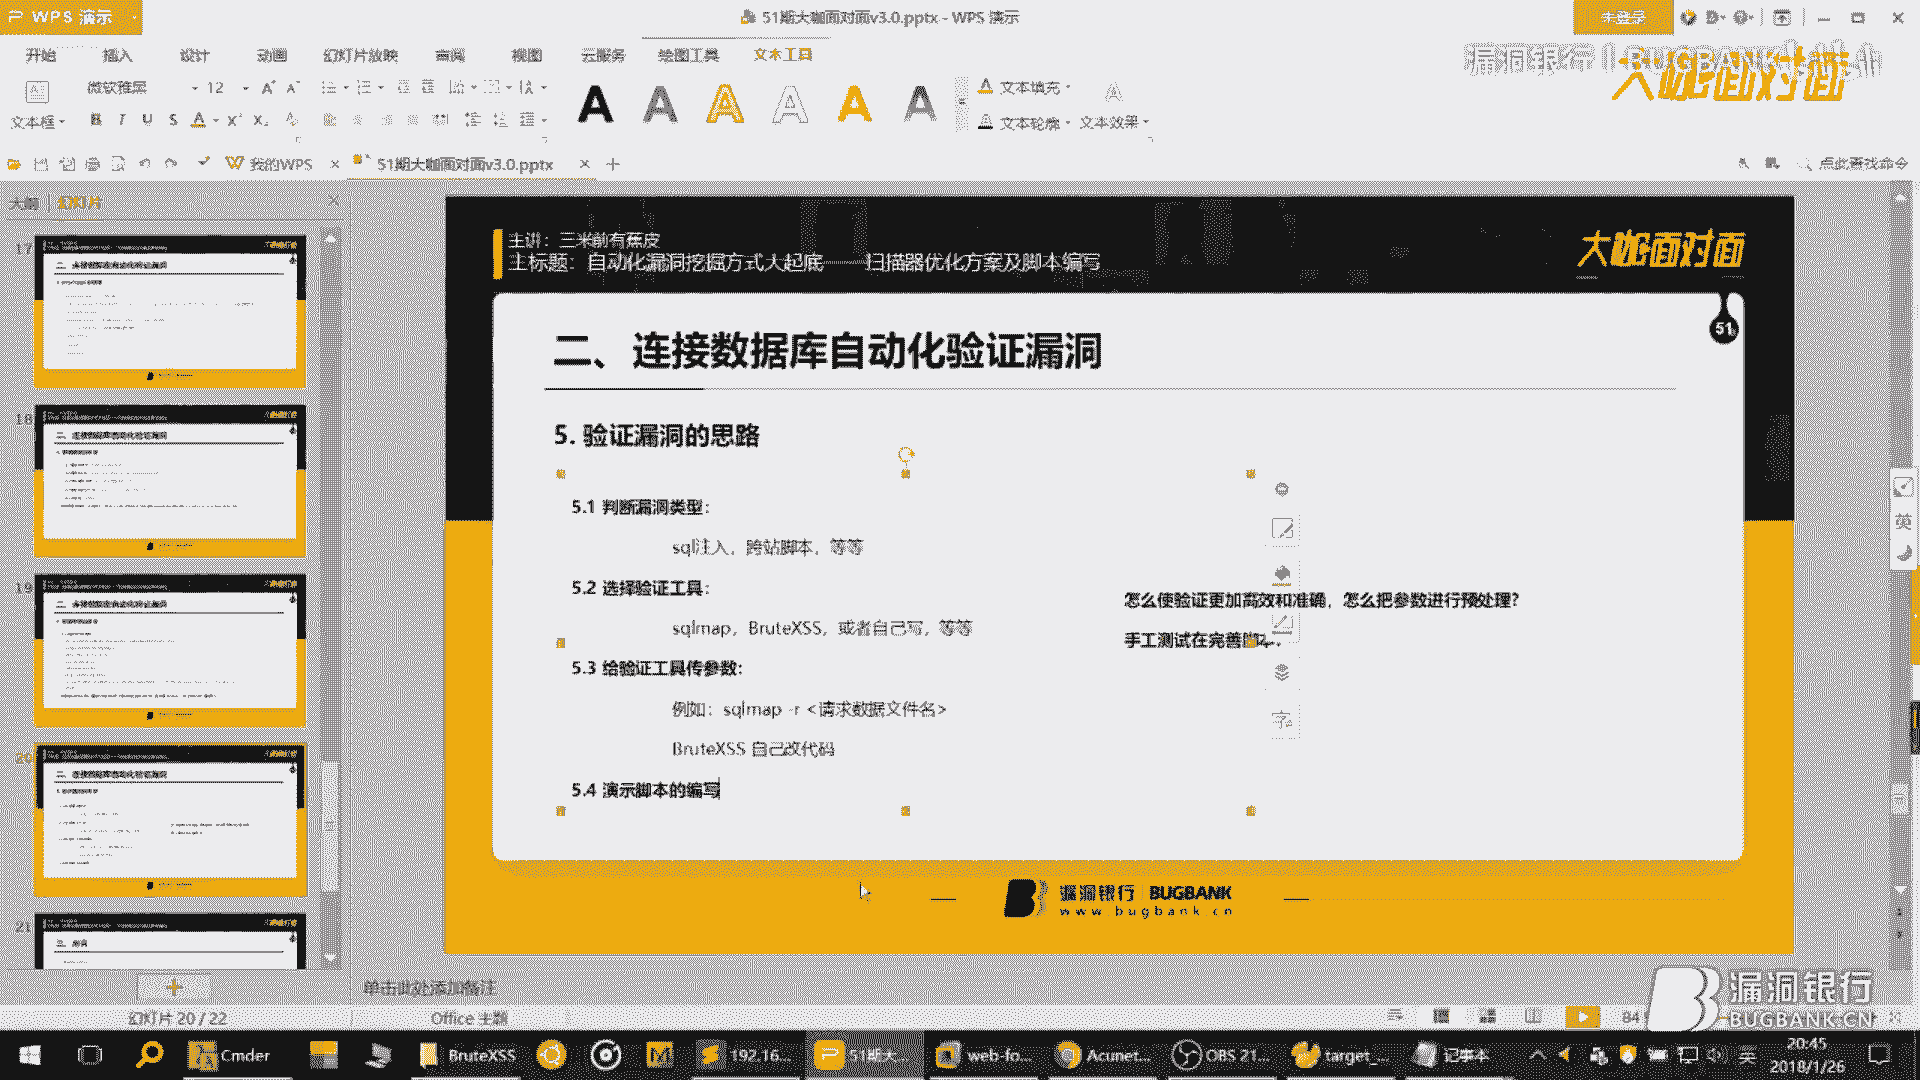 WPS 演示
51期大咖面对面v3.0.pptx - WPS 演示
未登录
开始 插入 设计 动画 幻灯片放映 审阅 视图 云服务 绘图工具 文本工具
漏洞银行 | BUGBANK
大咖面对面
微软雅黑 12
文本填充
文本框
B I U S A X² X₂
文本轮廓 文本效果
我的WPS
51期大咖面对面v3.0.pptx
点此查找命令
大纲 幻灯片
17
18
19
20
21
主讲：三米前有蕉皮
主标题：自动化漏洞挖掘方式大起底——扫描器优化方案及脚本编写
大咖面对面
51
二、连接数据库自动化验证漏洞
5. 验证漏洞的思路
5.1 判断漏洞类型：
sql注入，跨站脚本，等等
5.2 选择验证工具：
sqlmap，BruteXSS，或者自己写，等等
怎么使验证更加高效和准确，怎么把参数进行预处理？
手工测试在完善
5.3 给验证工具传参数：
例如：sqlmap -r <请求数据文件名>
BruteXSS 自己改代码
5.4 演示脚本的编写
英
漏洞银行 | BUGBANK
www.bugbank.cn
单击此处添加备注
幻灯片 20 / 22
Office 主题
84
漏洞银行
BUGBANK.CN
Cmder
BruteXSS
192.16...
51期大...
web-fo...
Acunet...
OBS 21...
target_...
记事本
英
20:45
2018/1/26